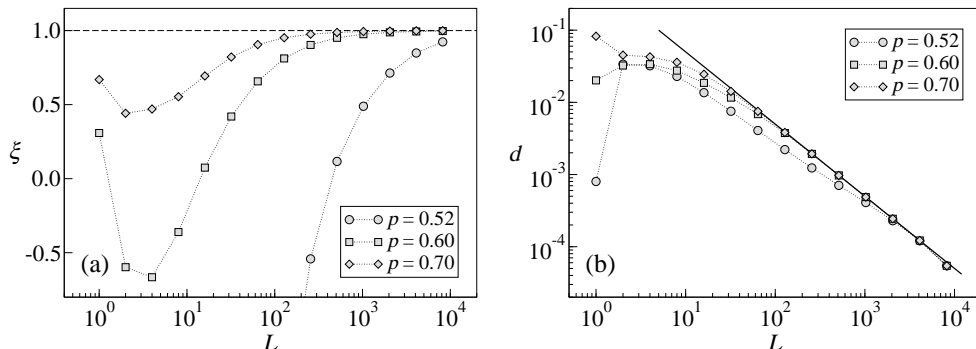 1.0
0.5
0.0
-0.5
ξ
(a)
p = 0.52
p = 0.60
p = 0.70
10^0 10^1 10^2 10^3 10^4
L
10^-1
10^-2
10^-3
10^-4
d
(b)
p = 0.52
p = 0.60
p = 0.70
10^0 10^1 10^2 10^3 10^4
L